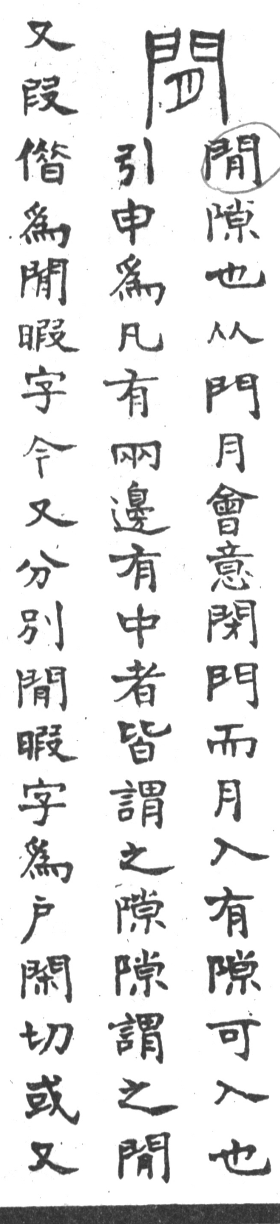 閒
閒隙也从門月會意閉門而月入有隙可入也
引申爲凡有兩邊有中者皆謂之隙隙謂之閒
又叚偺爲閒暇字今又分別閒暇字爲户閑切或又